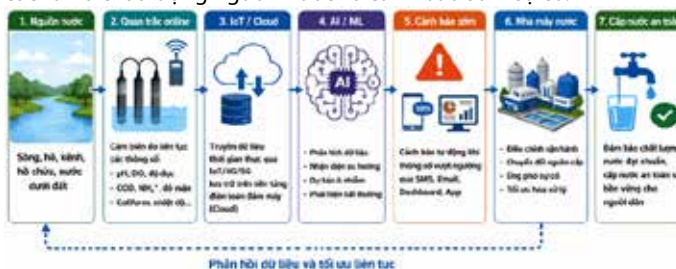 1. Nguồn nước
2. Quan trắc online
3. IoT / Cloud
4. AI / ML
5. Cảnh báo sớm
6. Nhà máy nước
7. Cấp nước an toàn
AI
Sông, hồ, kênh,
hồ chứa, nước
dưới đất
Cảm biến đo liên tục
các thông số
• pH, DO, độ đục
• COD, NH₄⁺, độ mặn
• Coliform, nhiệt độ...
Truyền dữ liệu
thời gian thực qua
IoT/4G/5G
lưu trữ trên nền tảng
điện toán đám mây
(Cloud)
• Phân tích dữ liệu
• Nhận diện xu hướng
• Dự báo ô nhiễm
• Phát hiện bất thường
Cảnh báo tự động khi
thông số vượt ngưỡng
qua SMS, Email,
Dashboard, App
• Điều chỉnh vận hành
• Chuyển đổi nguồn cấp
• Ứng phó sự cố
• Tối ưu hóa xử lý
Đảm bảo chất lượng
nước đạt chuẩn,
cấp nước an toàn và
bền vững cho
người dân
Phản hồi dữ liệu và tối ưu liên tục